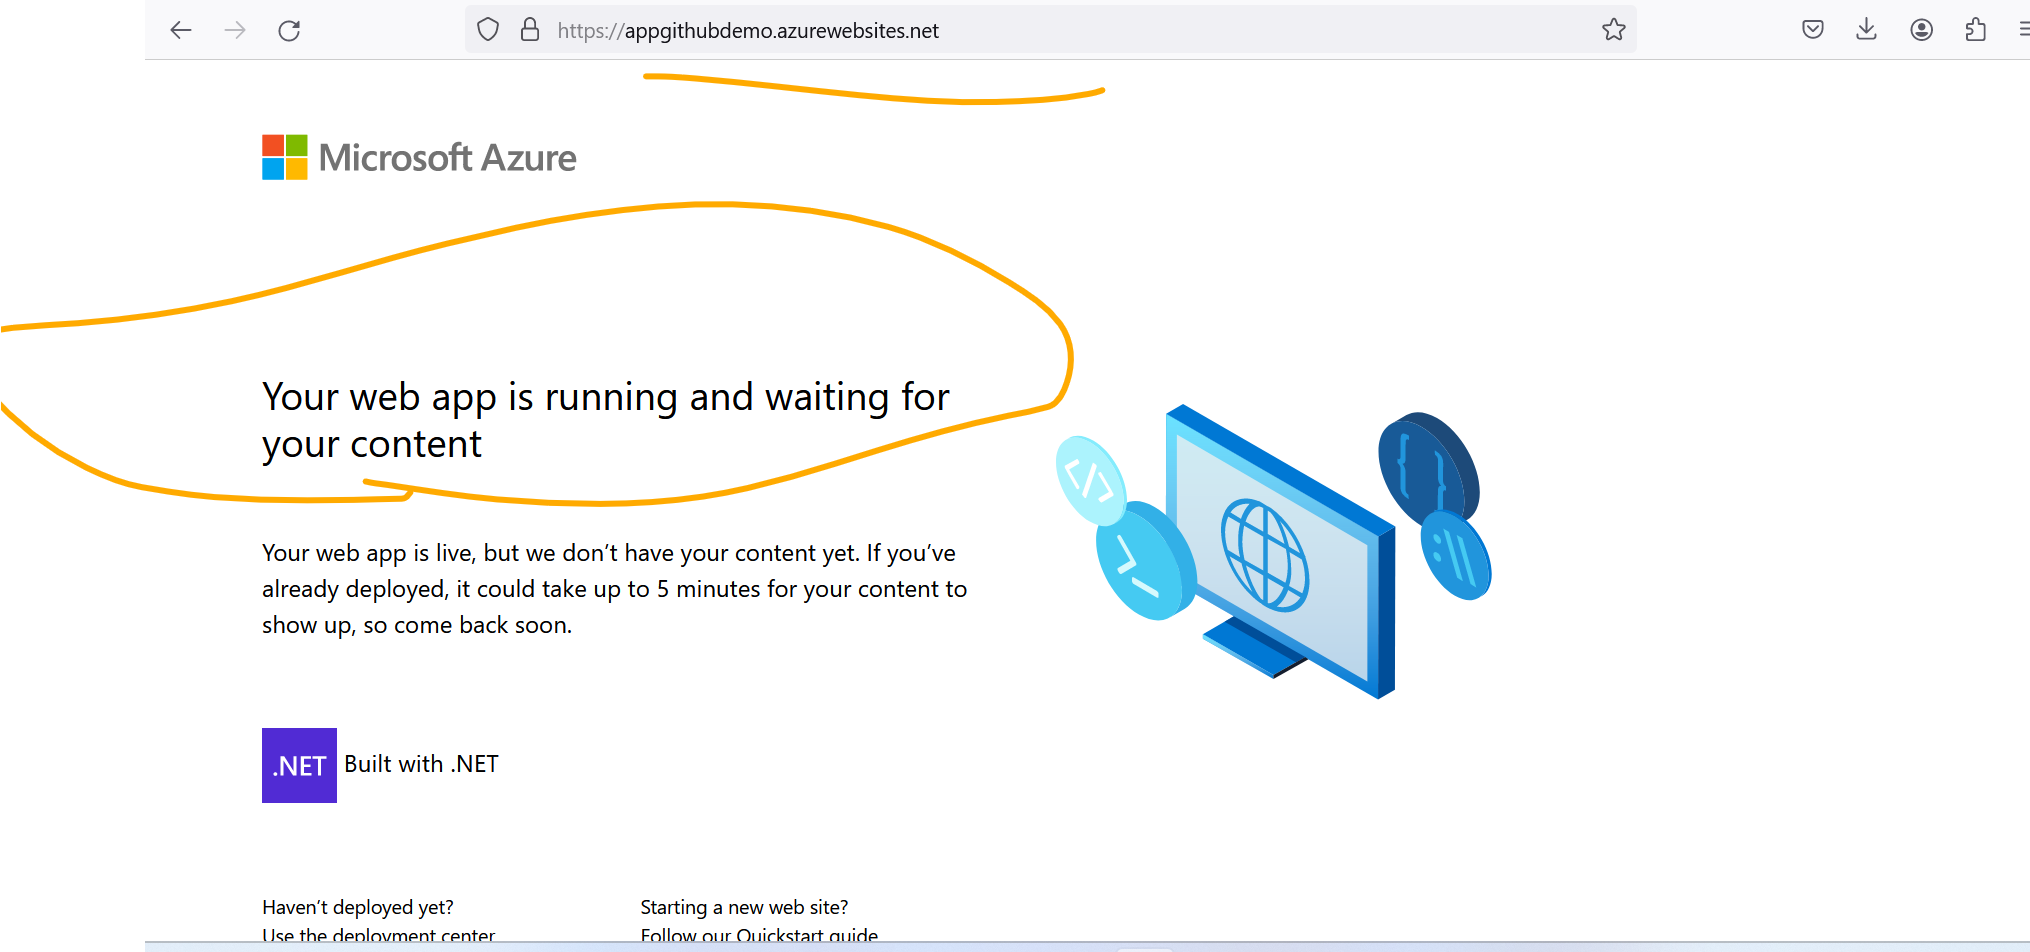 https://appgithubdemo.azurewebsites.net
Microsoft Azure
Your web app is running and waiting for
your content
Your web app is live, but we don’t have your content yet. If you’ve
already deployed, it could take up to 5 minutes for your content to
show up, so come back soon.
.NET Built with .NET
Haven’t deployed yet?
Use the deployment center
Starting a new web site?
Follow our Quickstart guide